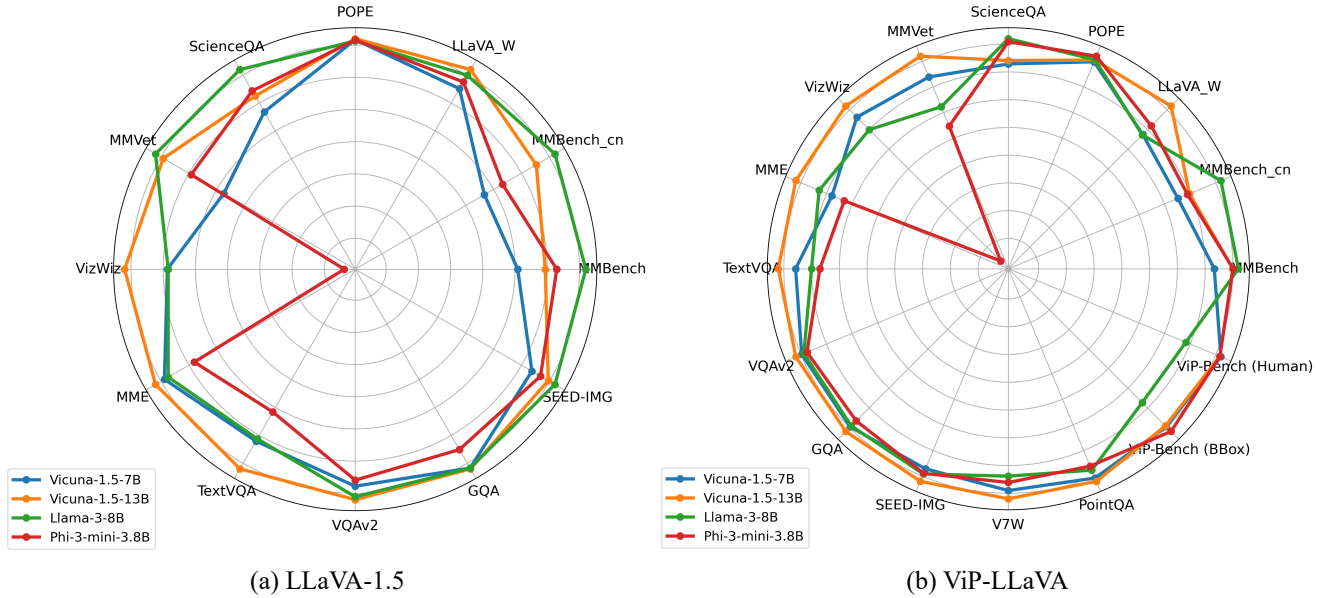 POPE
LLaVA_W
MMBench_cn
MMBench
SEED-IMG
GQA
VQAv2
TextVQA
MME
VizWiz
MMVet
ScienceQA
Vicuna-1.5-7B
Vicuna-1.5-13B
Llama-3-8B
Phi-3-mini-3.8B
(a) LLaVA-1.5
ScienceQA
POPE
LLaVA_W
MMBench_cn
MMBench
ViP-Bench (Human)
ViP-Bench (BBox)
PointQA
V7W
SEED-IMG
GQA
VQAv2
TextVQA
MME
VizWiz
MMVet
Vicuna-1.5-7B
Vicuna-1.5-13B
Llama-3-8B
Phi-3-mini-3.8B
(b) ViP-LLaVA